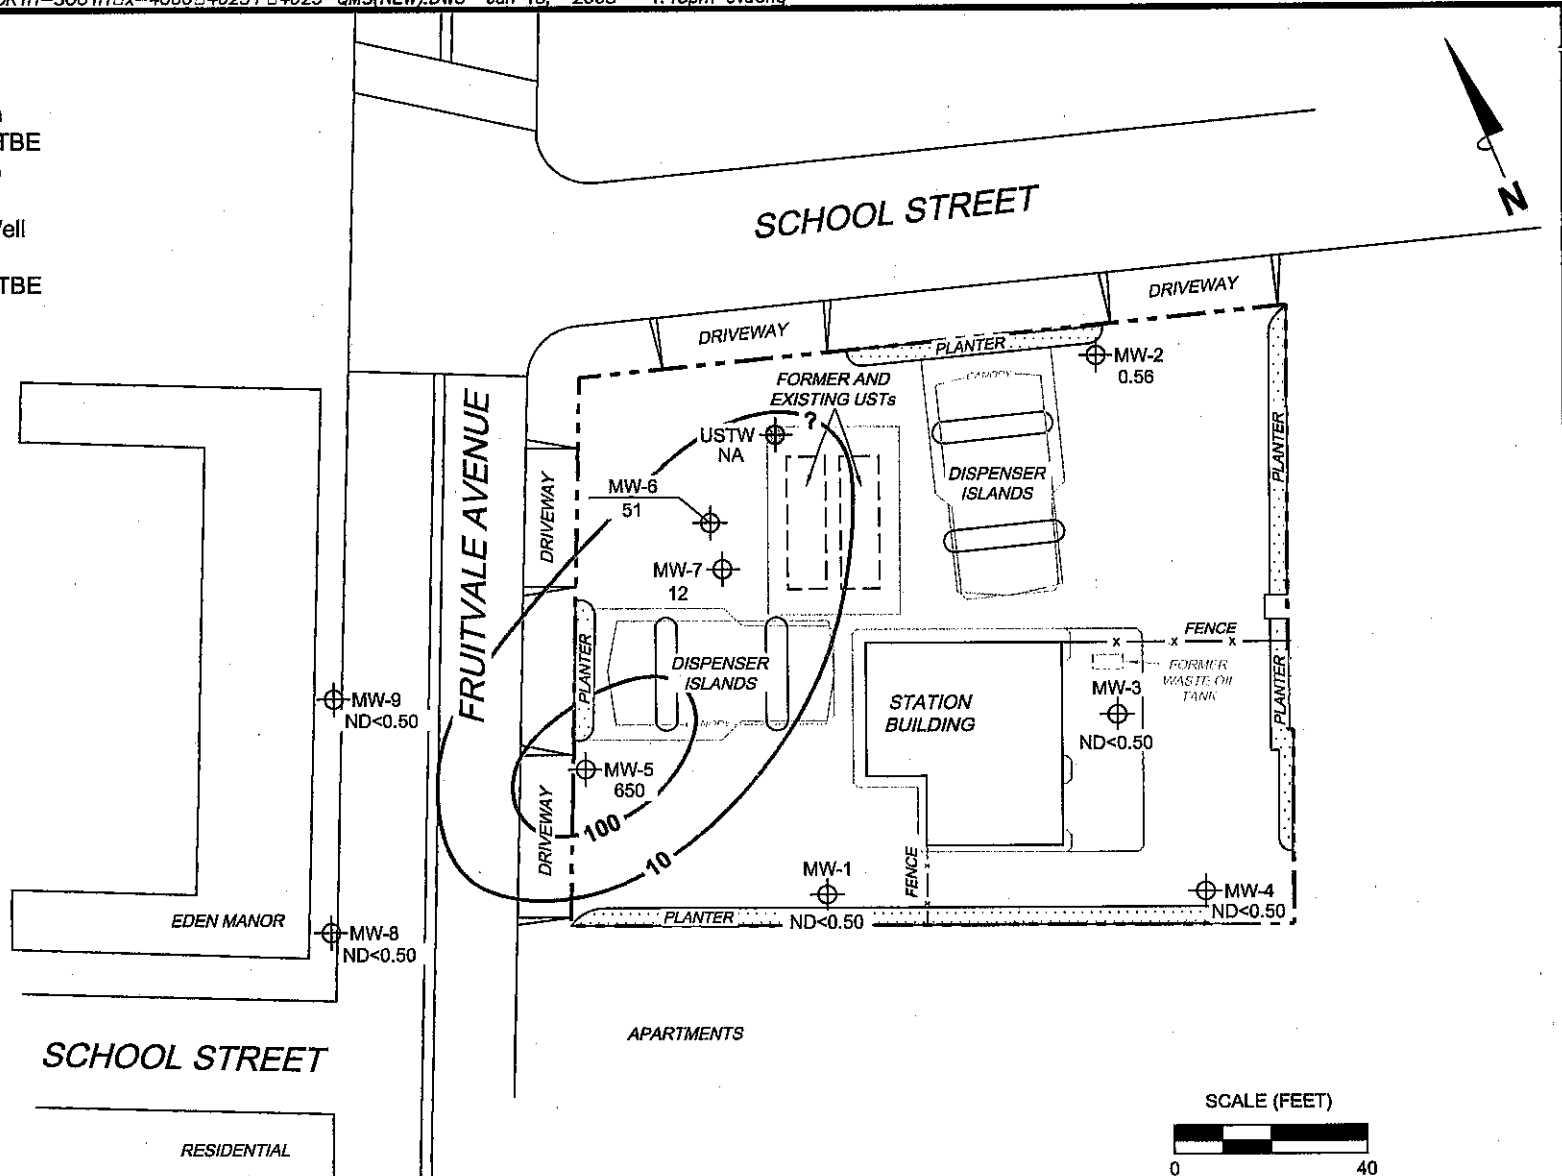 TBE
Well
TBE
SCHOOL STREET
N
DRIVEWAY
DRIVEWAY
PLANTER
MW-2
0.56
CANOPY
FORMER AND
EXISTING USTs
?
USTW
NA
FRUITVALE AVENUE
DRIVEWAY
MW-6
51
DISPENSER
ISLANDS
PLANTER
MW-7
12
PLANTER
DISPENSER
ISLANDS
FENCE
x x x
FORMER
WASTE OIL
TANK
MW-3
ND<0.50
PLANTER
STATION
BUILDING
MW-9
ND<0.50
MW-5
650
DRIVEWAY
100
10
MW-1
ND<0.50
FENCE
MW-4
ND<0.50
PLANTER
EDEN MANOR
MW-8
ND<0.50
APARTMENTS
SCHOOL STREET
RESIDENTIAL
SCALE (FEET)
0 40